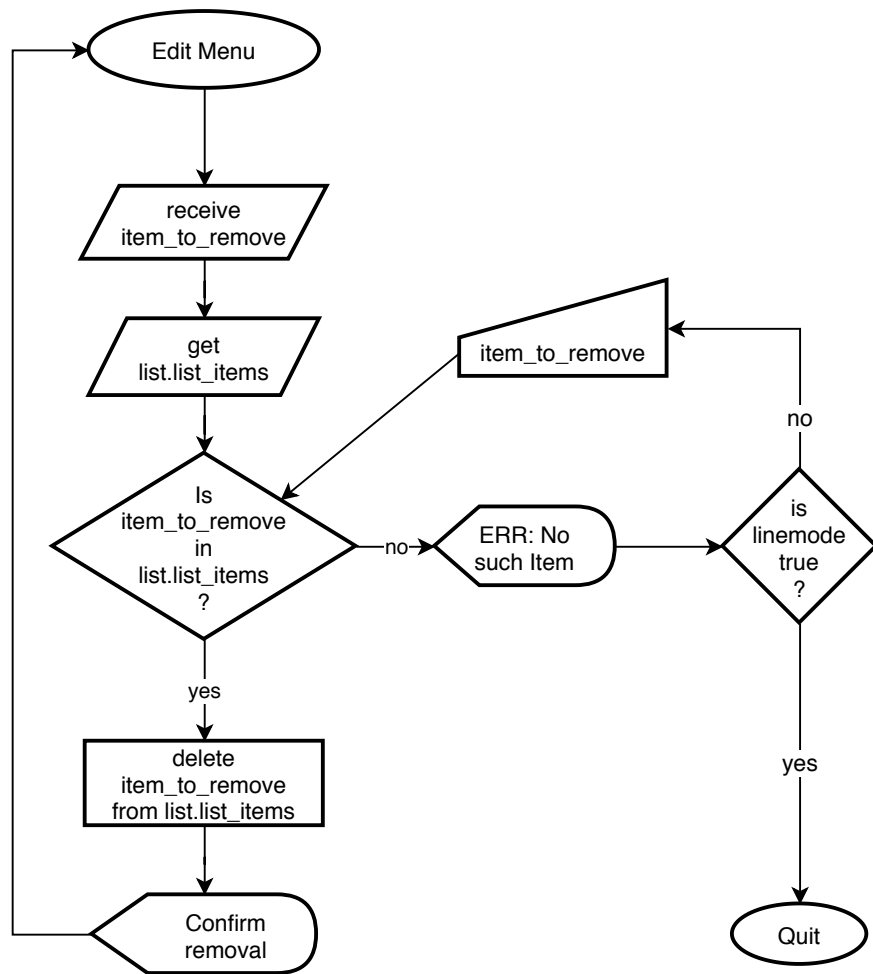 Edit Menu
receive
item_to_remove
get
list.list_items
item_to_remove
no
Is
item_to_remove
in
list.list_items
?
no
ERR: No
such Item
is
linemode
true
?
yes
delete
item_to_remove
from list.list_items
yes
Confirm
removal
Quit